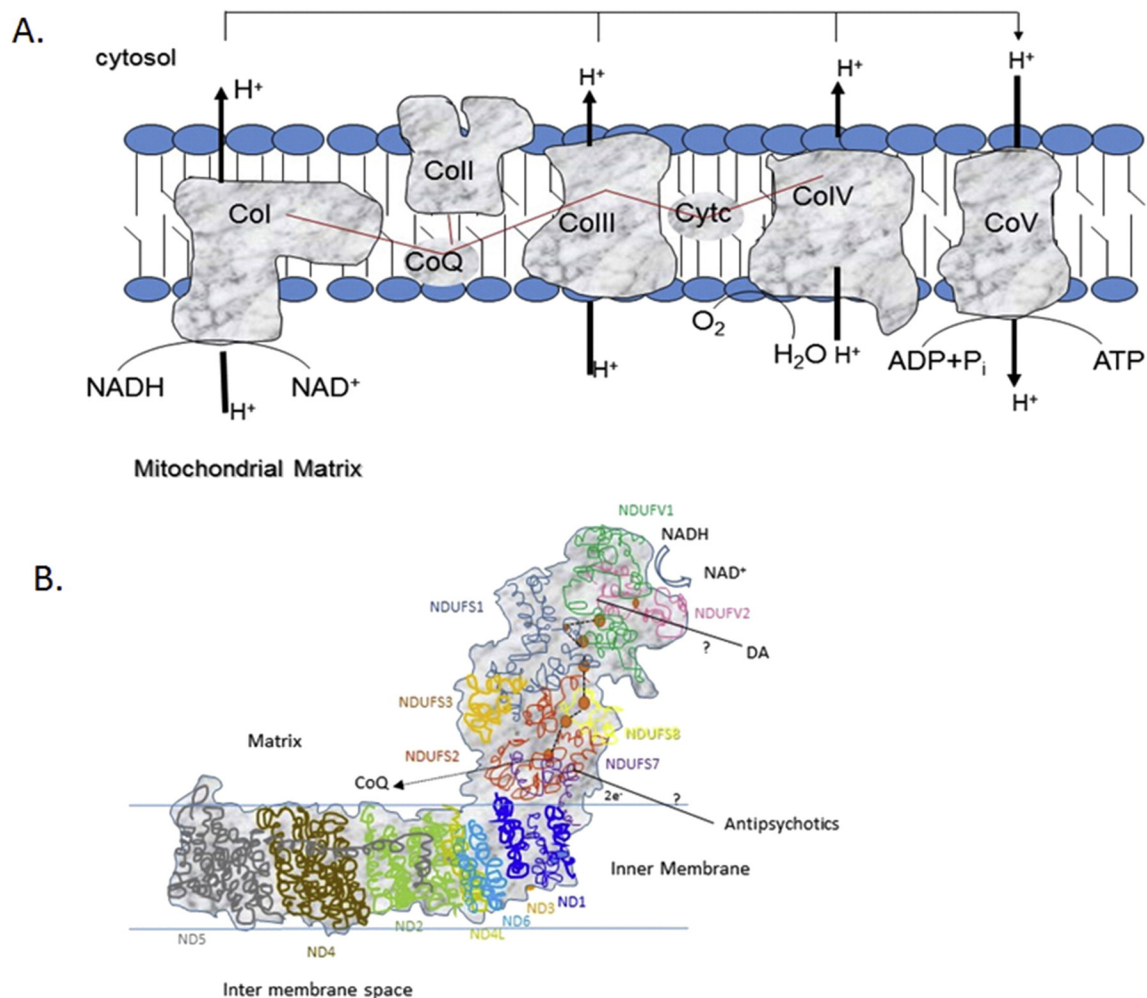 A.
cytosol
H⁺
H⁺
H⁺
H⁺
CoI
CoII
CoIII
CoIV
CoV
CoQ
Cytc
O₂
H₂O
H⁺
H⁺
H⁺
H⁺
NADH
NAD⁺
ADP+Pᵢ
ATP
Mitochondrial Matrix
B.
NDUFV1
NADH
NAD⁺
NDUFS1
NDUFV2
?
DA
NDUFS3
NDUFS8
Matrix
NDUFS2
NDUFS7
CoQ
2e⁻
?
Antipsychotics
Inner Membrane
ND5
ND4
ND2
ND4L
ND6
ND3
ND1
Inter membrane space